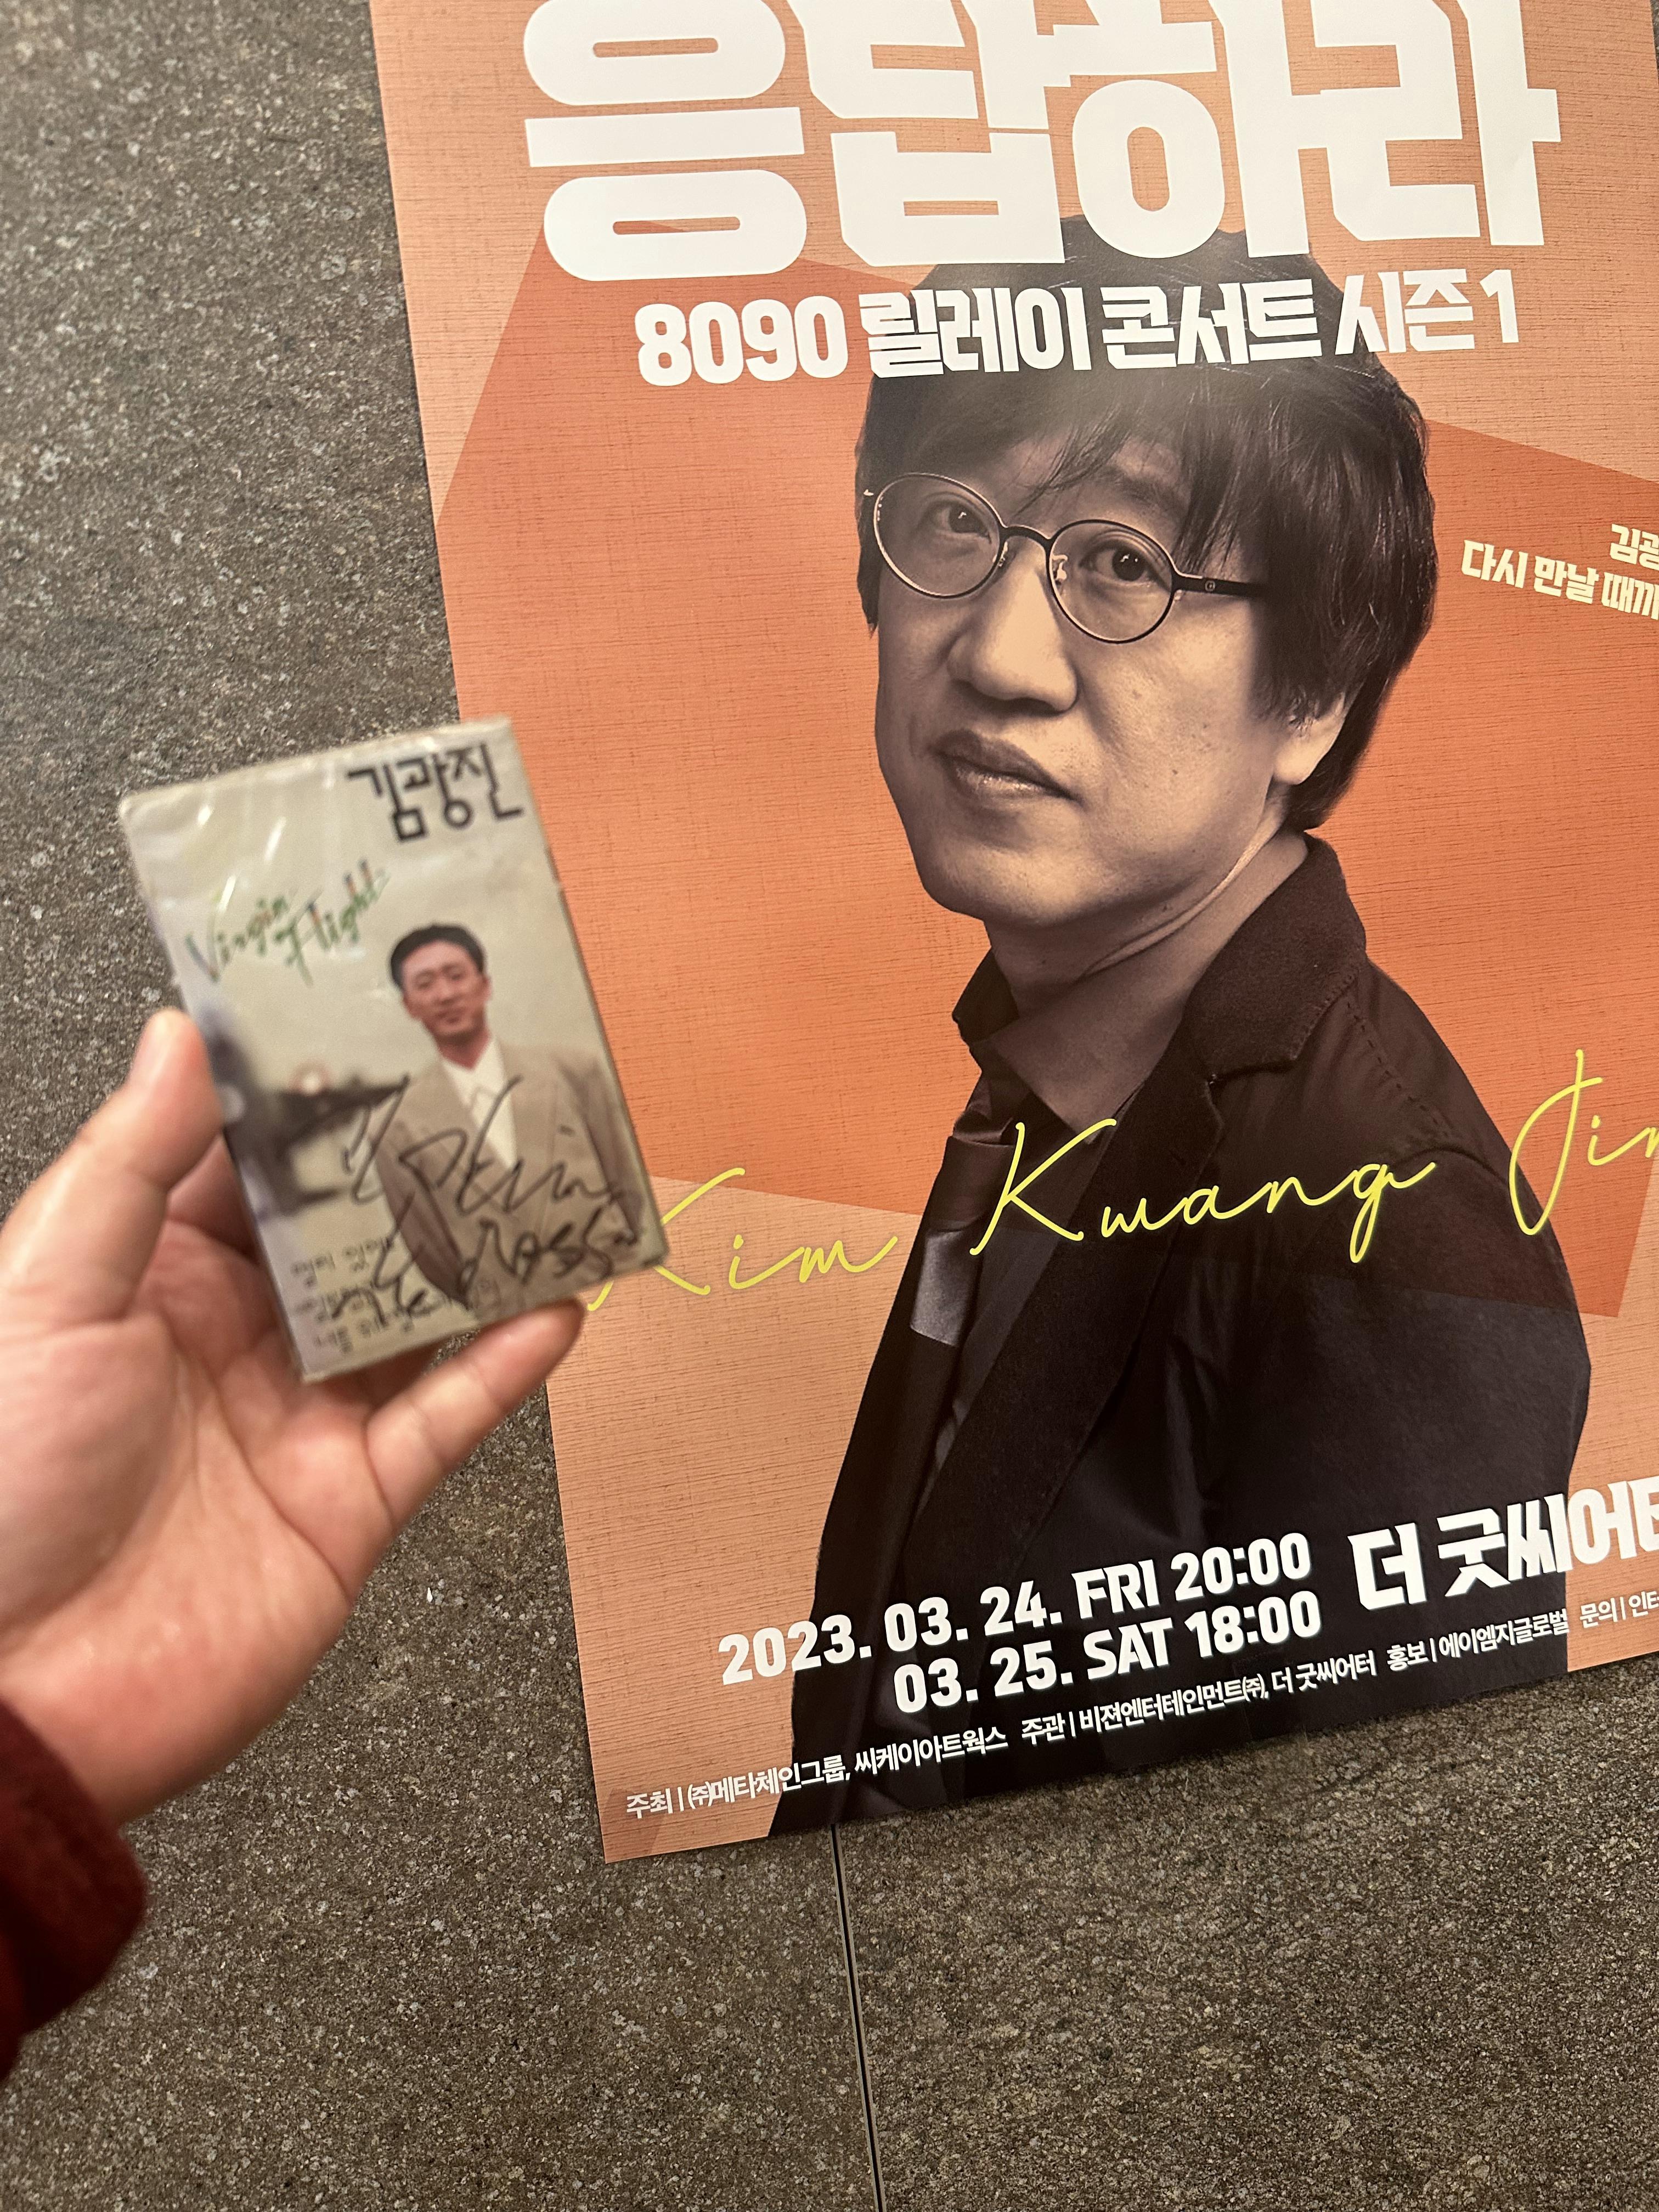 응답하라
8090 릴레이 콘서트 시즌 1
다시 만날 때까
김광진
Virgin Flight
Kim Kwang Jin
2023. 03. 24. FRI 20:00
03. 25. SAT 18:00
더 굿씨어터
주최 | ㈜메타체인그룹, 씨케이아트웍스 주관 | 비젼엔터테인먼트㈜, 더 굿씨어터 홍보 | 에이엠지글로벌 문의 | 인터